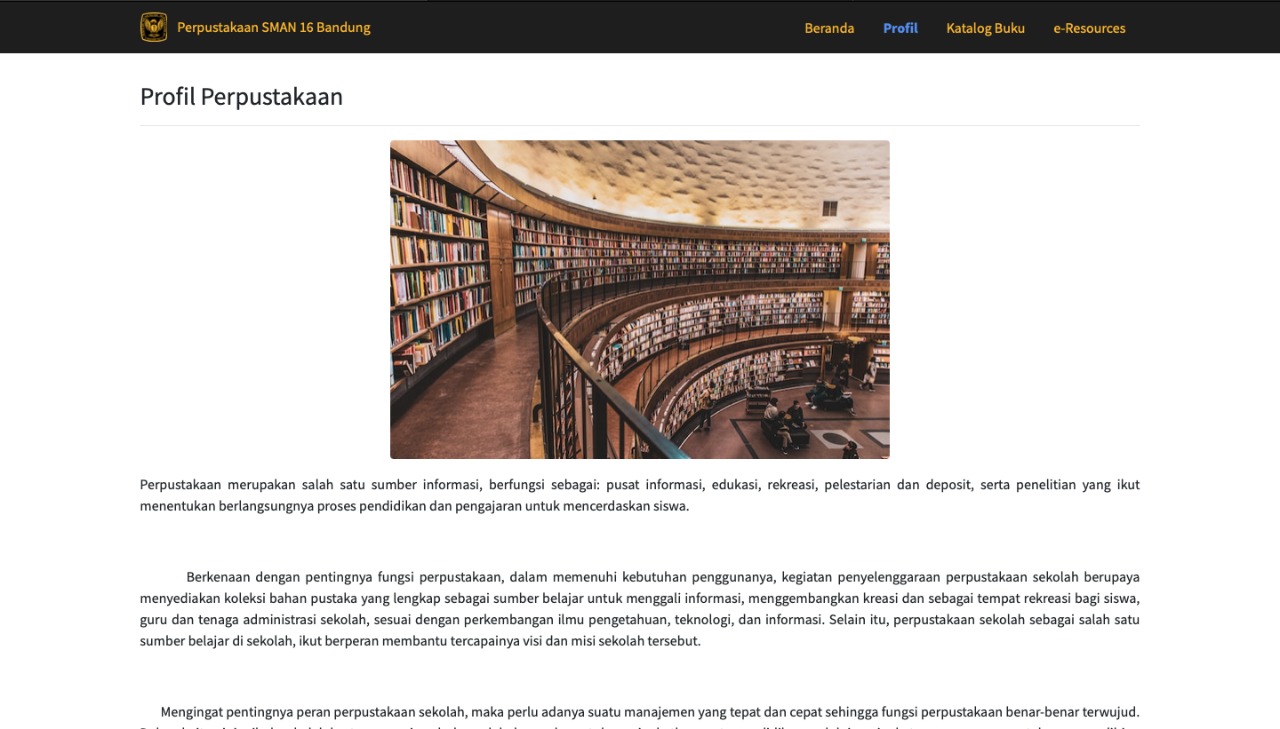 Perpustakaan SMAN 16 Bandung
Beranda
Profil
Katalog Buku
e-Resources
Profil Perpustakaan
Perpustakaan merupakan salah satu sumber informasi, berfungsi sebagai: pusat informasi, edukasi, rekreasi, pelestarian dan deposit, serta penelitian yang ikut
menentukan berlangsungnya proses pendidikan dan pengajaran untuk mencerdaskan siswa.
Berkenaan dengan pentingnya fungsi perpustakaan, dalam memenuhi kebutuhan penggunanya, kegiatan penyelenggaraan perpustakaan sekolah berupaya
menyediakan koleksi bahan pustaka yang lengkap sebagai sumber belajar untuk menggali informasi, menggembangkan kreasi dan sebagai tempat rekreasi bagi siswa,
guru dan tenaga administrasi sekolah, sesuai dengan perkembangan ilmu pengetahuan, teknologi, dan informasi. Selain itu, perpustakaan sekolah sebagai salah satu
sumber belajar di sekolah, ikut berperan membantu tercapainya visi dan misi sekolah tersebut.
Mengingat pentingnya peran perpustakaan sekolah, maka perlu adanya suatu manajemen yang tepat dan cepat sehingga fungsi perpustakaan benar-benar terwujud.